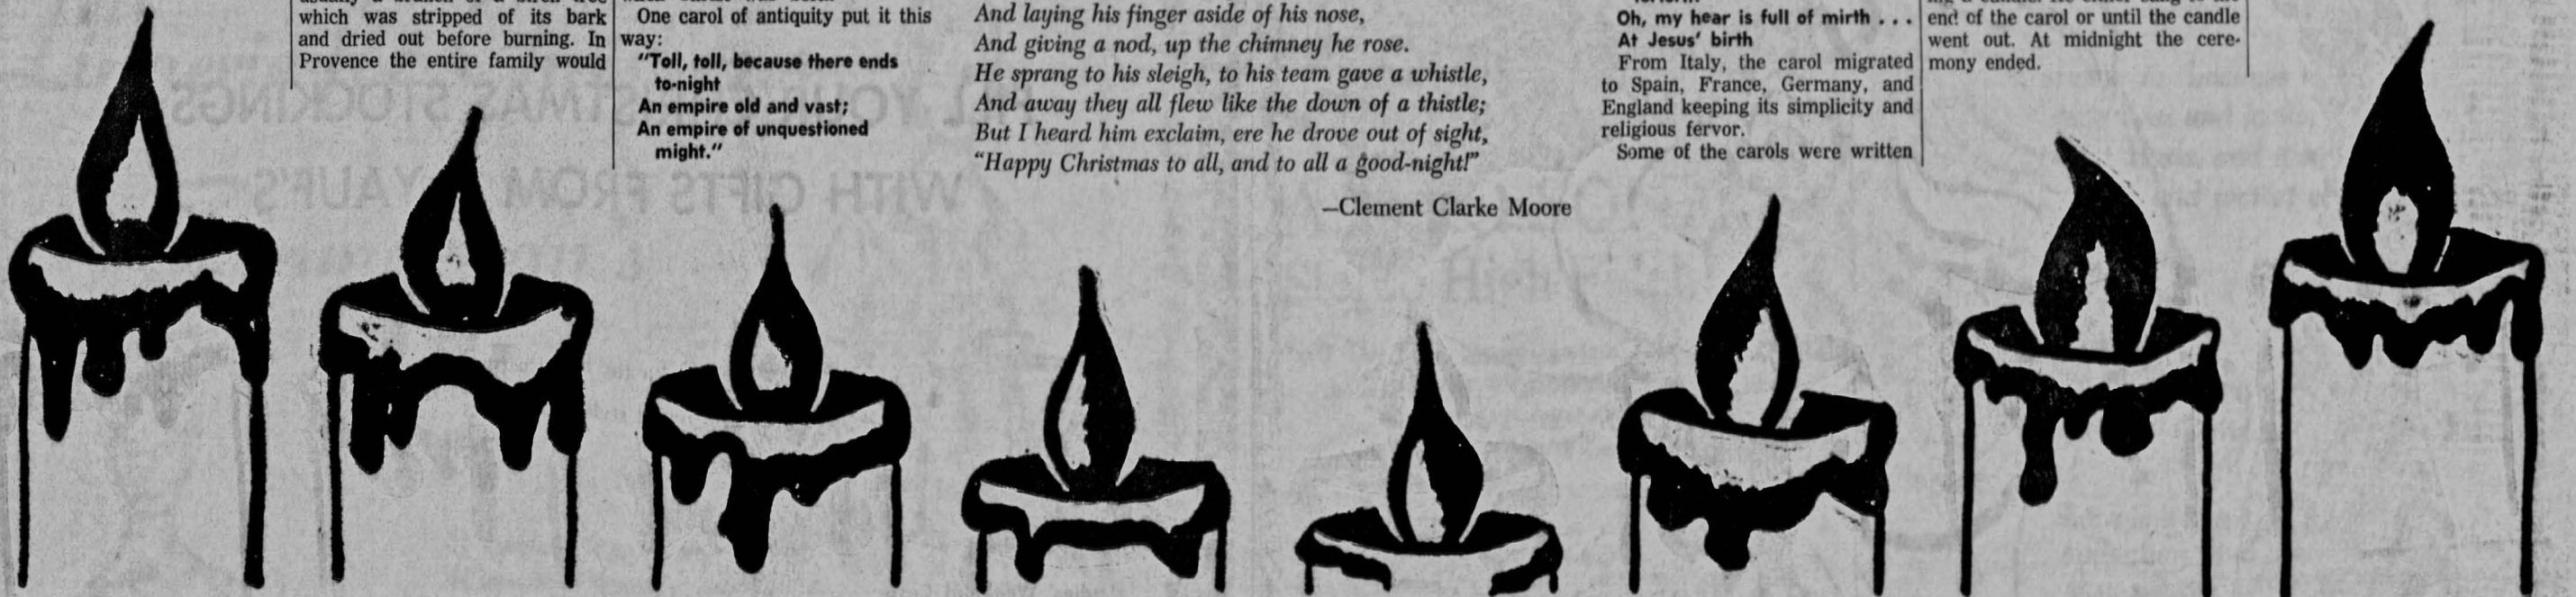 which was stripped of its bark
and dried out before burning. In
Provence the entire family would
One carol of antiquity put it this
way:
"Toll, toll, because there ends
to-night
An empire old and vast;
An empire of unquestioned
might."
And laying his finger aside of his nose,
And giving a nod, up the chimney he rose.
He sprang to his sleigh, to his team gave a whistle,
And away they all flew like the down of a thistle;
But I heard him exclaim, ere he drove out of sight,
"Happy Christmas to all, and to all a good-night!"
—Clement Clarke Moore
Oh, my hear is full of mirth . . .
At Jesus' birth
From Italy, the carol migrated
to Spain, France, Germany, and
England keeping its simplicity and
religious fervor.
Some of the carols were written
end of the carol or until the candle
went out. At midnight the cere-
mony ended.